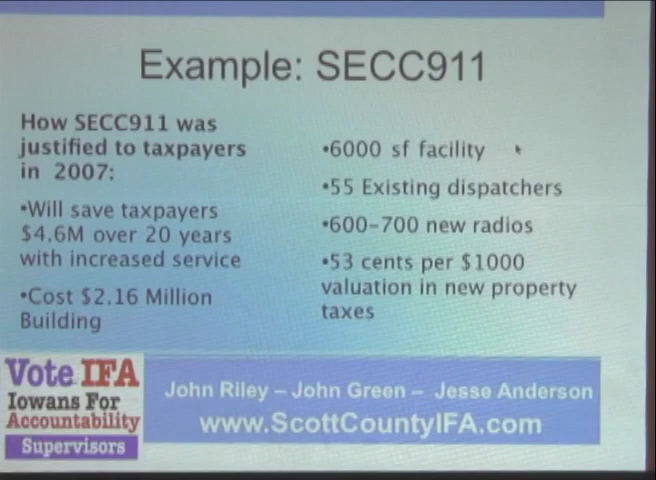 Example: SECC911
How SECC911 was
justified to taxpayers
in 2007:
•Will save taxpayers
$4.6M over 20 years
with increased service
•Cost $2.16 Million
Building
•6000 sf facility
•55 Existing dispatchers
•600-700 new radios
•53 cents per $1000
valuation in new property
taxes
Vote IFA
Iowans For
Accountability
Supervisors
John Riley – John Green – Jesse Anderson
www.ScottCountyIFA.com